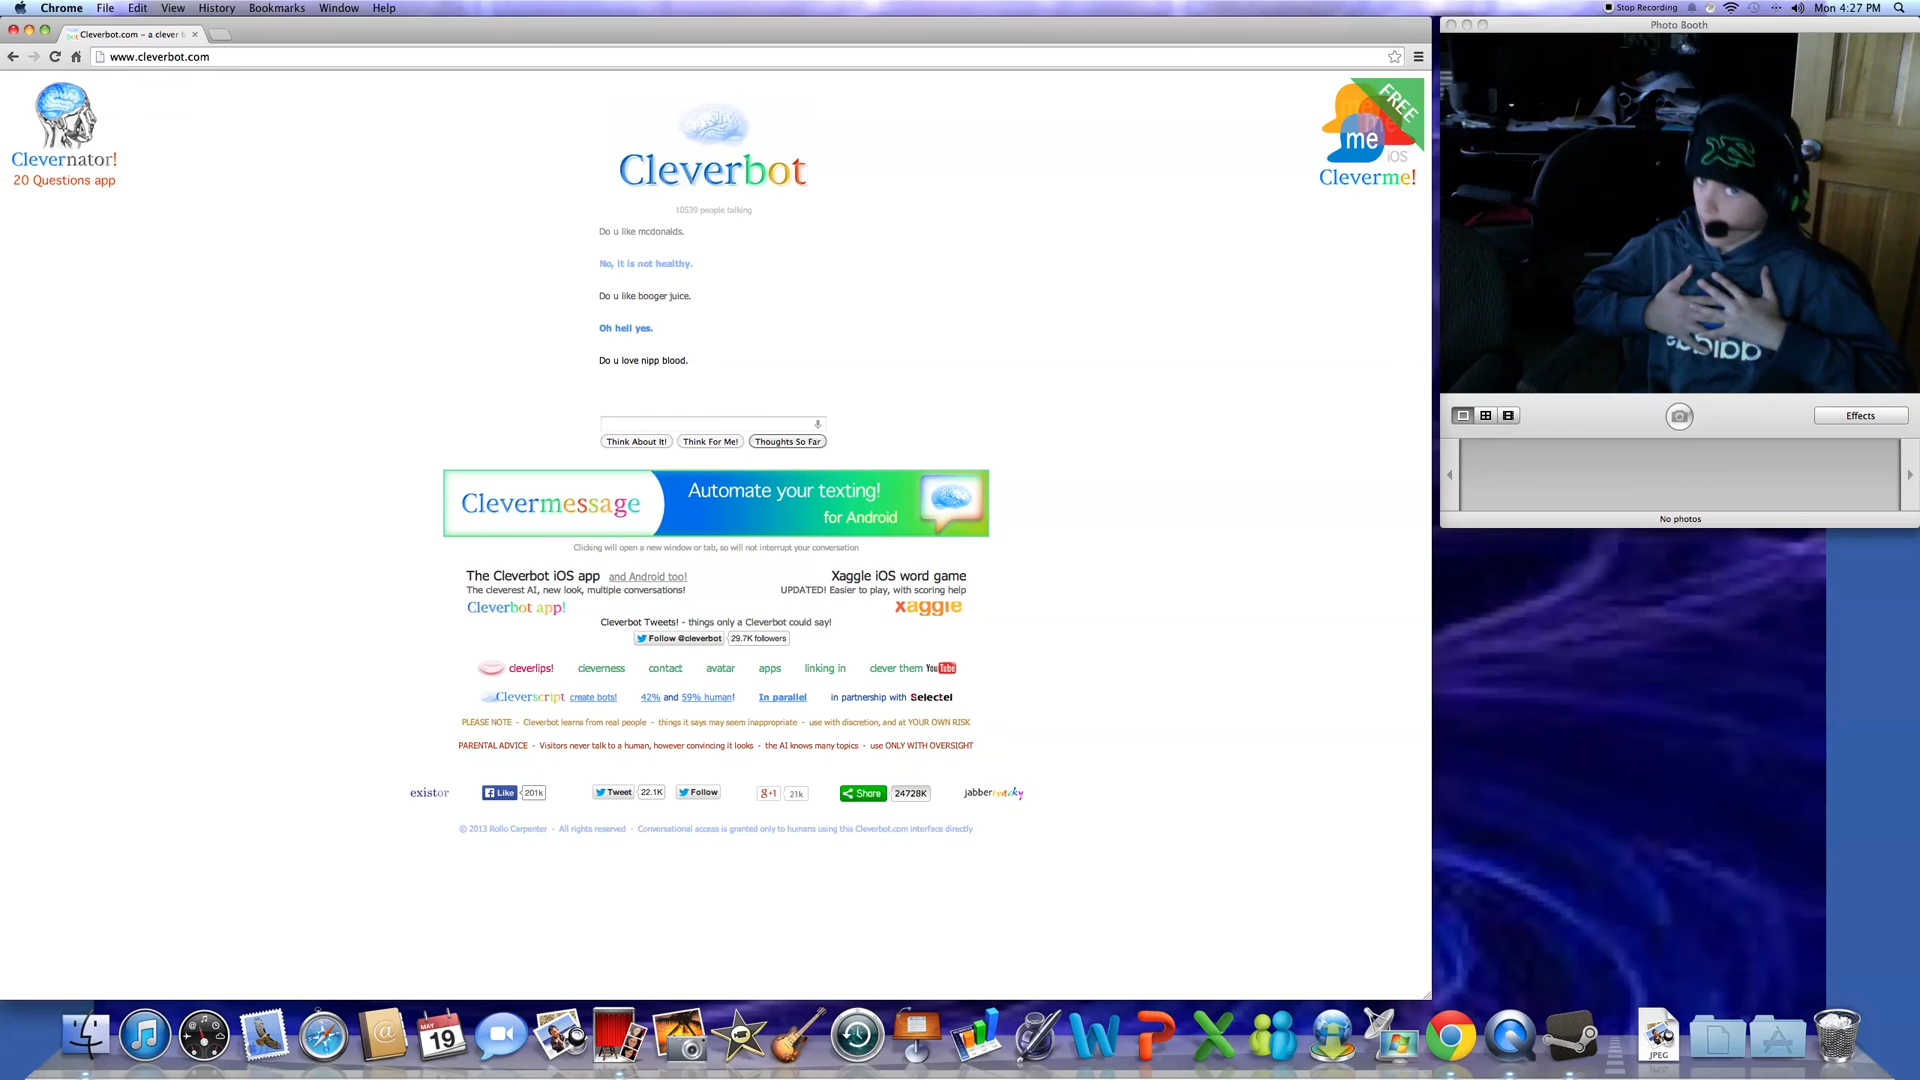 Chrome File Edit View History Bookmarks Window Help
Stop Recording Mon 4:27 PM
Cleverbot.com – a clever b
www.cleverbot.com
Photo Booth
Clevernator!
20 Questions app
Cleverbot
FREE
me
iOS
Cleverme!
10539 people talking
Do u like mcdonalds.
No, it is not healthy.
Do u like booger juice.
Oh hell yes.
Do u love nipp blood.
Think About It! Think For Me! Thoughts So Far
Effects
No photos
Clevermessage
Automate your texting!
for Android
Clicking will open a new window or tab, so will not interrupt your conversation
The Cleverbot iOS app and Android too!
The cleverest AI, new look, multiple conversations!
Cleverbot app!
Xaggle iOS word game
UPDATED! Easier to play, with scoring help
xaggle
Cleverbot Tweets! - things only a Cleverbot could say!
Follow @cleverbot 29.7K followers
cleverlips! cleverness contact avatar apps linking in clever them YouTube
Cleverscript create bots! 42% and 59% human! In parallel in partnership with Selectel
PLEASE NOTE - Cleverbot learns from real people - things it says may seem inappropriate - use with discretion, and at YOUR OWN RISK
PARENTAL ADVICE - Visitors never talk to a human, however convincing it looks - the AI knows many topics - use ONLY WITH OVERSIGHT
existor Like 201k Tweet 22.1K Follow g+1 21k Share 24728K jabberwacky
© 2013 Rollo Carpenter - All rights reserved - Conversational access is granted only to humans using this Cleverbot.com interface directly
MAY
19
JPEG